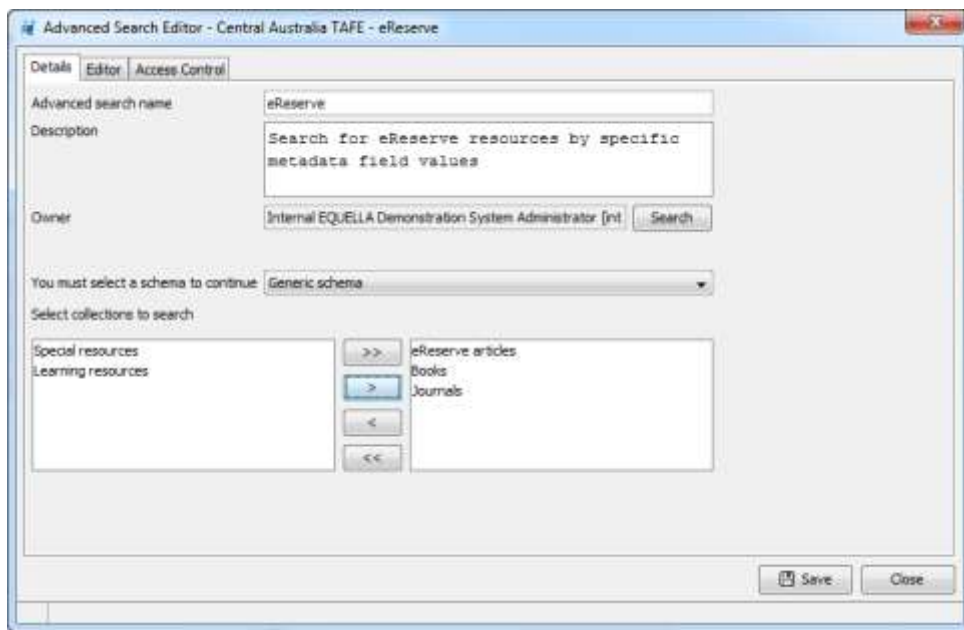 Advanced Search Editor - Central Australia TAFE - eReserve
Details Editor Access Control
Advanced search name eReserve
Description Search for eReserve resources by specific
metadata field values
Owner Internal EQUELLA Demonstration System Administrator [int Search
You must select a schema to continue Generic schema
Select collections to search
Special resources >> eReserve articles
Learning resources Books
> Journals
<
<<
Save Close